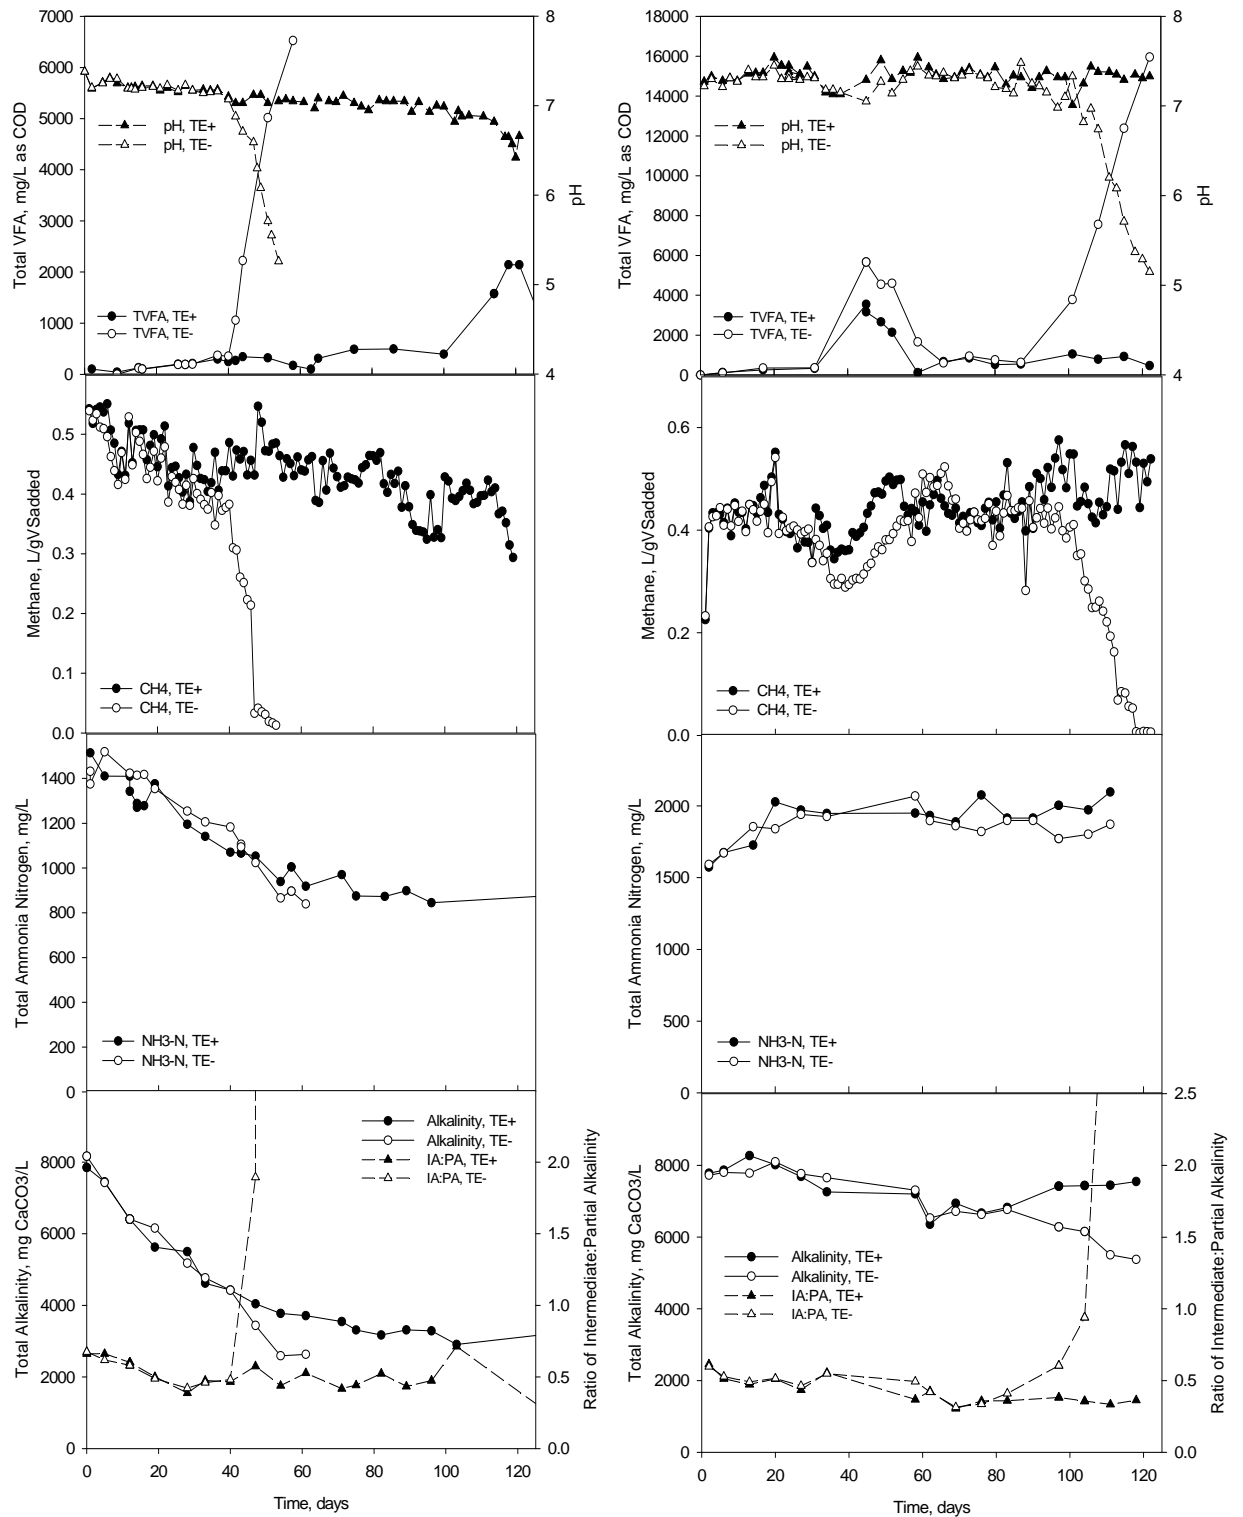 7000
6000
5000
4000
3000
2000
1000
0
Total VFA, mg/L as COD
8
7
6
5
4
pH
pH, TE+
pH, TE-
TVFA, TE+
TVFA, TE-
18000
16000
14000
12000
10000
8000
6000
4000
2000
0
Total VFA, mg/L as COD
8
7
6
5
4
pH
pH, TE+
pH, TE-
TVFA, TE+
TVFA, TE-
0.5
0.4
0.3
0.2
0.1
0.0
Methane, L/gVSadded
CH4, TE+
CH4, TE-
0.6
0.4
0.2
0.0
Methane, L/gVSadded
CH4, TE+
CH4, TE-
1400
1200
1000
800
600
400
200
0
Total Ammonia Nitrogen, mg/L
NH3-N, TE+
NH3-N, TE-
2000
1500
1000
500
0
Total Ammonia Nitrogen, mg/L
NH3-N, TE+
NH3-N, TE-
8000
6000
4000
2000
0
Total Alkalinity, mg CaCO3/L
Alkalinity, TE+
Alkalinity, TE-
IA:PA, TE+
IA:PA, TE-
2.0
1.5
1.0
0.5
0.0
Ratio of Intermediate:Partial Alkalinity
0 20 40 60 80 100 120
Time, days
8000
6000
4000
2000
0
Total Alkalinity, mg CaCO3/L
Alkalinity, TE+
Alkalinity, TE-
IA:PA, TE+
IA:PA, TE-
2.5
2.0
1.5
1.0
0.5
0.0
Ratio of Intermediate:Partial Alkalinity
0 20 40 60 80 100 120
Time, days